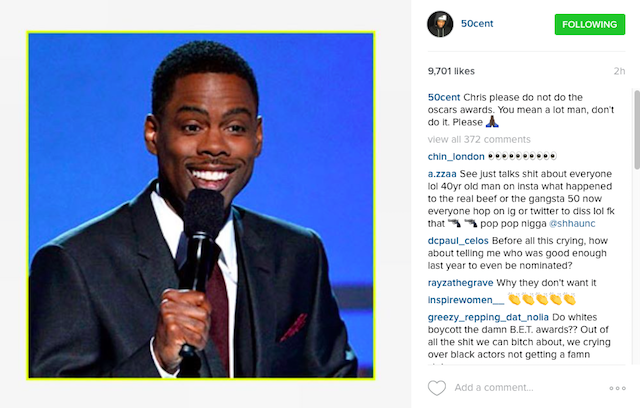 50cent
FOLLOWING
9,701 likes
2h
50cent Chris please do not do the
oscars awards. You mean a lot man, don't
do it. Please 🙏🏿
view all 372 comments
chin_london 👀👀👀👀👀👀👀👀👀👀
a.zzaa See just talks shit about everyone
lol 40yr old man on insta what happened
to the real beef or the gangsta 50 now
everyone hop on ig or twitter to diss lol fk
that 🔫 🔫 pop pop nigga @shhaunc
dcpaul_celos Before all this crying, how
about telling me who was good enough
last year to even be nominated?
rayzathegrave Why they don't want it
inspirewomen__ 👏👏👏👏👏
greezy_repping_dat_nolia Do whites
boycott the damn B.E.T. awards?? Out of
all the shit we can bitch about, we crying
over black actors not getting a famn
Add a comment...